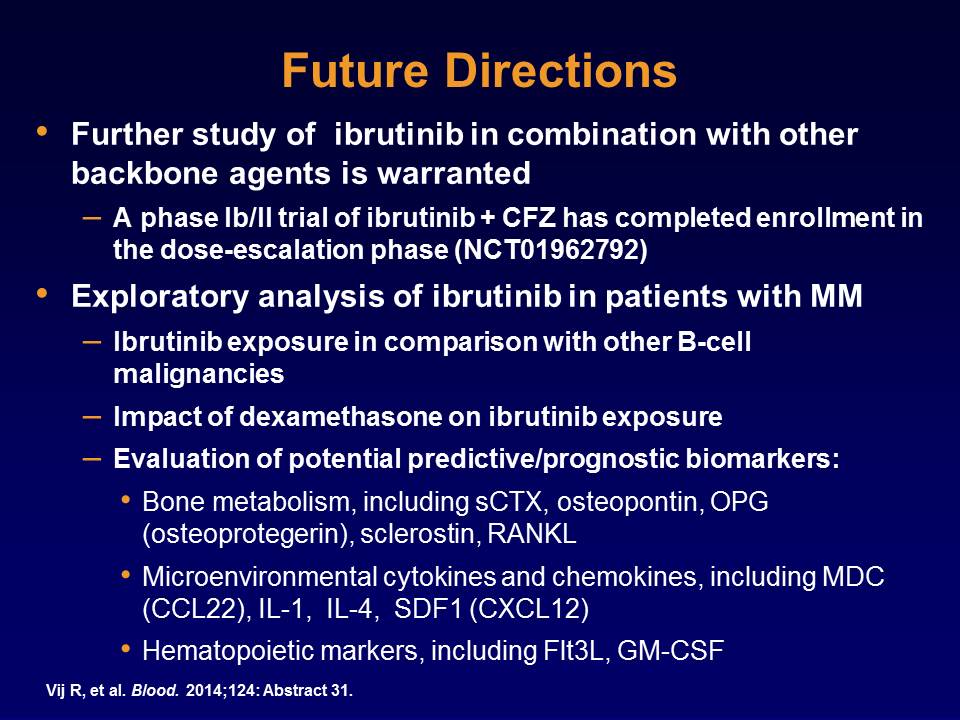 Future Directions
• Further study of  ibrutinib in combination with other
backbone agents is warranted
– A phase Ib/II trial of ibrutinib + CFZ has completed enrollment in
the dose-escalation phase (NCT01962792)
• Exploratory analysis of ibrutinib in patients with MM
– Ibrutinib exposure in comparison with other B-cell
malignancies
– Impact of dexamethasone on ibrutinib exposure
– Evaluation of potential predictive/prognostic biomarkers:
• Bone metabolism, including sCTX, osteopontin, OPG
(osteoprotegerin), sclerostin, RANKL
• Microenvironmental cytokines and chemokines, including MDC
(CCL22), IL-1,  IL-4,  SDF1 (CXCL12)
• Hematopoietic markers, including Flt3L, GM-CSF
Vij R, et al. Blood. 2014;124: Abstract 31.